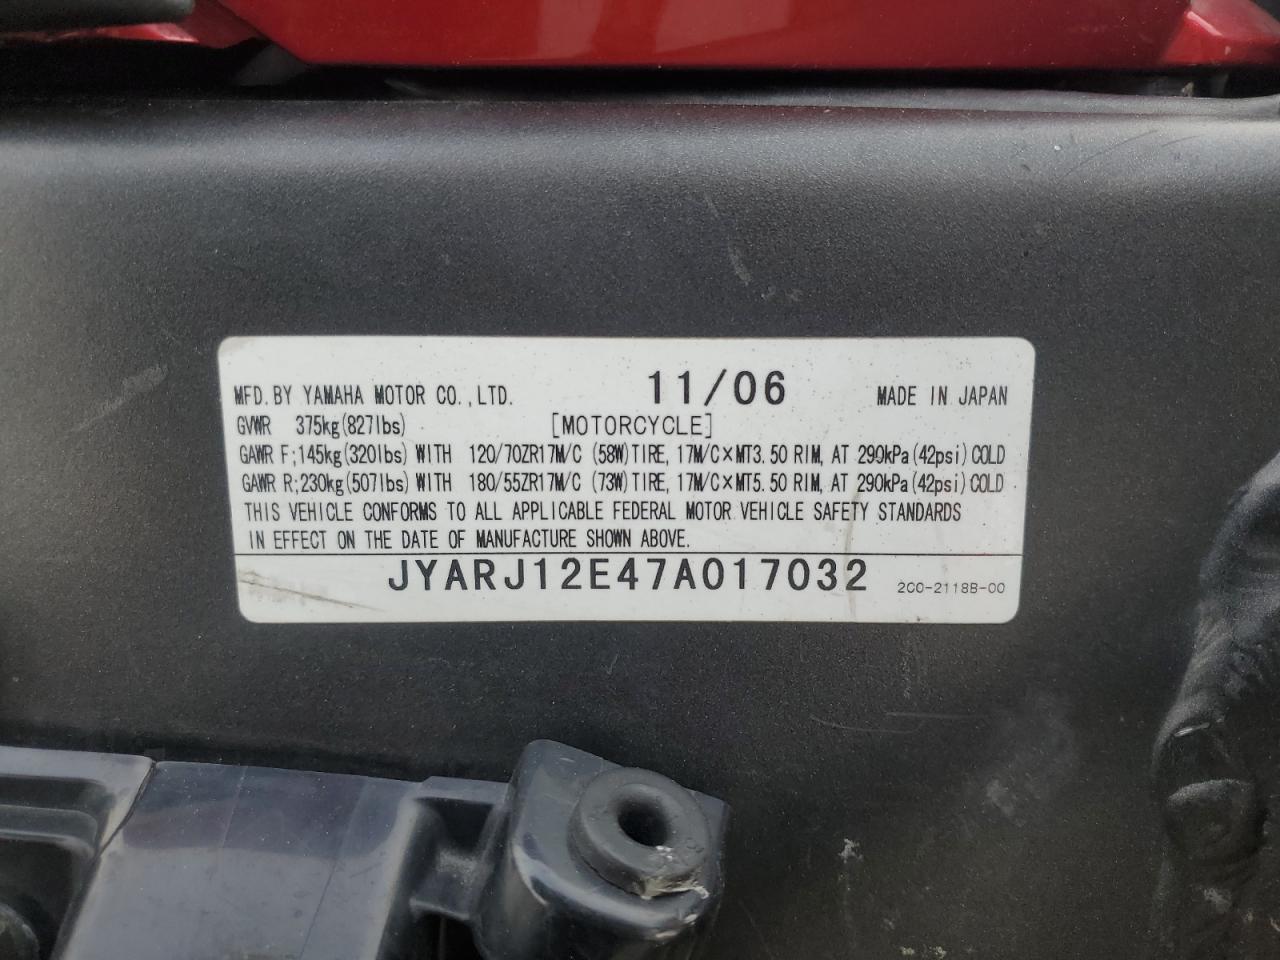 MFD. BY YAMAHA MOTOR CO., LTD. 11/06 MADE IN JAPAN
GVWR 375kg(827lbs) [MOTORCYCLE]
GAWR F;145kg(320lbs) WITH 120/70ZR17M/C (58W)TIRE, 17M/C×MT3.50 RIM, AT 290kPa(42psi)COLD
GAWR R;230kg(507lbs) WITH 180/55ZR17M/C (73W)TIRE, 17M/C×MT5.50 RIM, AT 290kPa(42psi)COLD
THIS VEHICLE CONFORMS TO ALL APPLICABLE FEDERAL MOTOR VEHICLE SAFETY STANDARDS
IN EFFECT ON THE DATE OF MANUFACTURE SHOWN ABOVE.
JYARJ12E47A017032 2C0-2118B-00